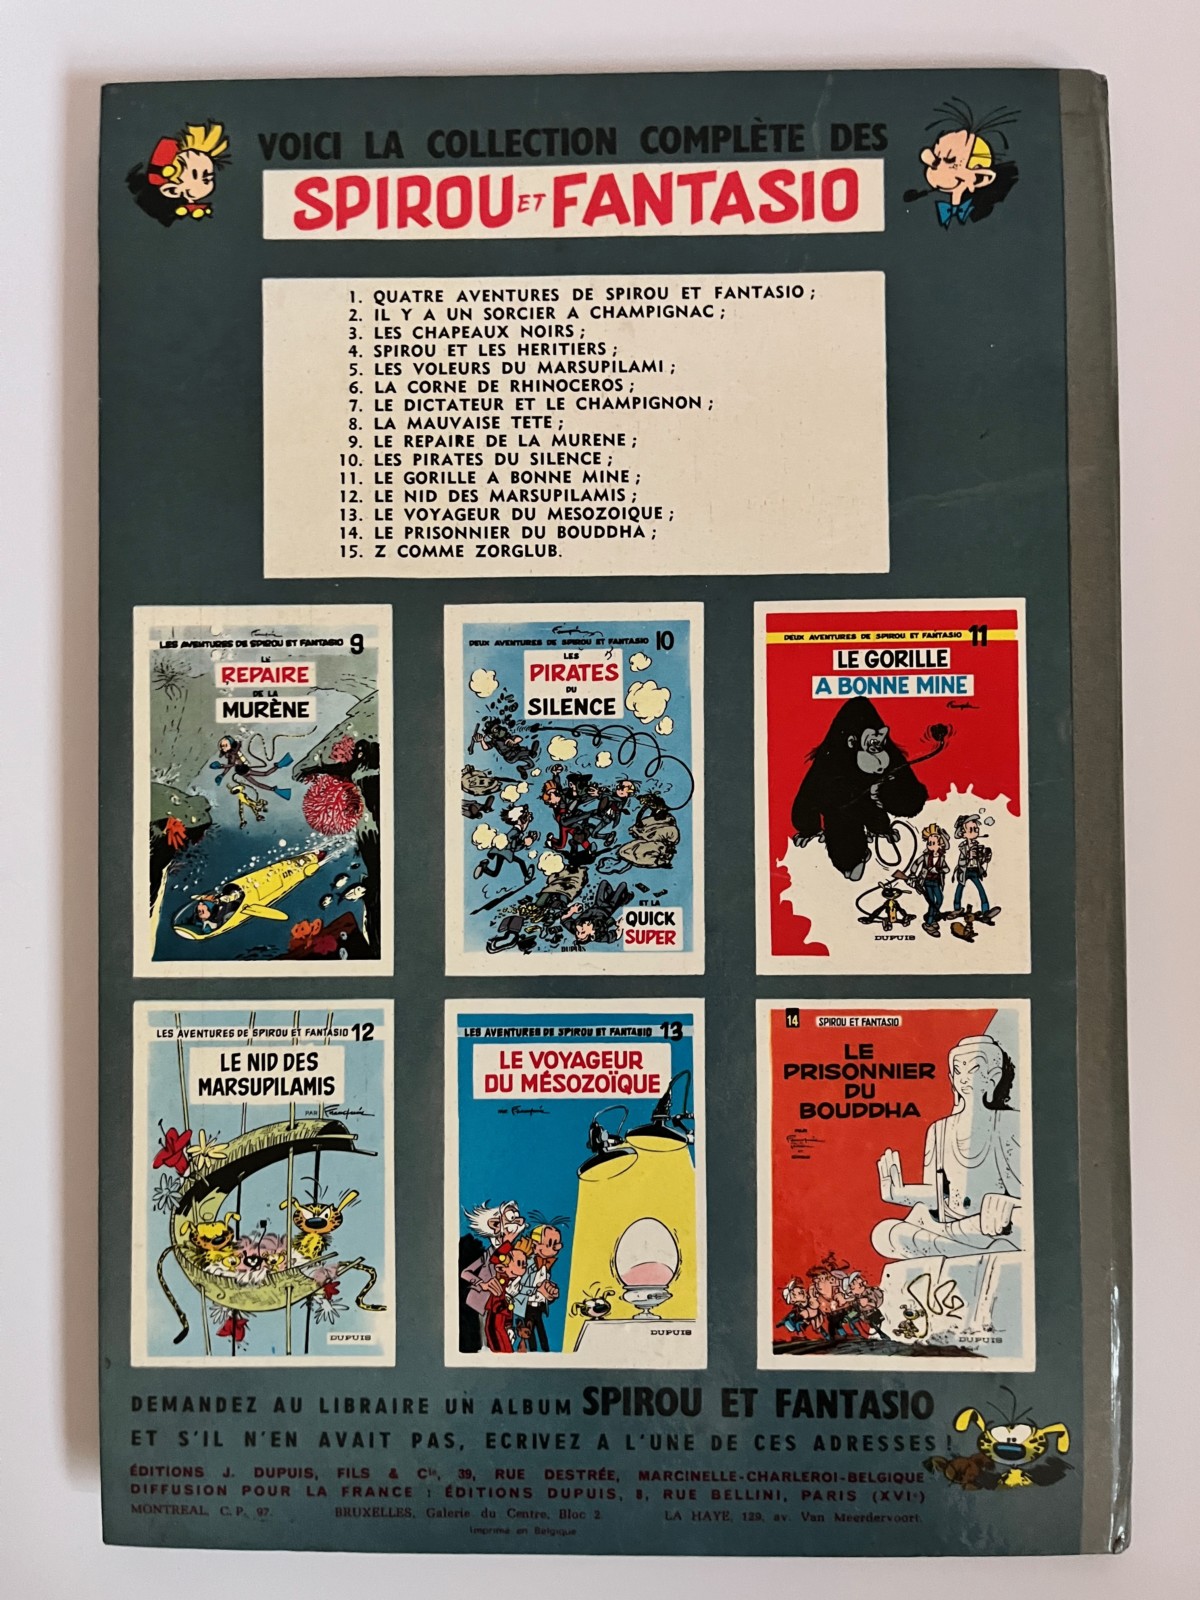 VOICI LA COLLECTION COMPLÈTE DES
SPIROU ET FANTASIO
1. QUATRE AVENTURES DE SPIROU ET FANTASIO ;
2. IL Y A UN SORCIER A CHAMPIGNAC ;
3. LES CHAPEAUX NOIRS ;
4. SPIROU ET LES HERITIERS ;
5. LES VOLEURS DU MARSUPILAMI ;
6. LA CORNE DE RHINOCEROS ;
7. LE DICTATEUR ET LE CHAMPIGNON ;
8. LA MAUVAISE TETE ;
9. LE REPAIRE DE LA MURENE ;
10. LES PIRATES DU SILENCE ;
11. LE GORILLE A BONNE MINE ;
12. LE NID DES MARSUPILAMIS ;
13. LE VOYAGEUR DU MESOZOIQUE ;
14. LE PRISONNIER DU BOUDDHA ;
15. Z COMME ZORGLUB.
Franquin
LES AVENTURES DE SPIROU ET FANTASIO 9
LE
REPAIRE
DE LA
MURÈNE
Franquin
DEUX AVENTURES DE SPIROU ET FANTASIO 10
LES
PIRATES
DU
SILENCE
ET LA
QUICK
SUPER
DUPUIS
DEUX AVENTURES DE SPIROU ET FANTASIO 11
LE GORILLE
A BONNE MINE
Franquin
DUPUIS
LES AVENTURES DE SPIROU ET FANTASIO 12
LE NID DES
MARSUPILAMIS
PAR Franquin
DUPUIS
LES AVENTURES DE SPIROU ET FANTASIO 13
LE VOYAGEUR
DU MÉSOZOÏQUE
PAR Franquin
DUPUIS
14 SPIROU ET FANTASIO
LE
PRISONNIER
DU
BOUDDHA
PAR
Franquin
DUPUIS
DEMANDEZ AU LIBRAIRE UN ALBUM SPIROU ET FANTASIO
ET S'IL N'EN AVAIT PAS, ECRIVEZ A L'UNE DE CES ADRESSES !
ÉDITIONS J. DUPUIS, FILS & Cie, 39, RUE DESTRÉE, MARCINELLE-CHARLEROI-BELGIQUE
DIFFUSION POUR LA FRANCE : ÉDITIONS DUPUIS, 8, RUE BELLINI, PARIS (XVIe)
MONTREAL, C. P. 97. BRUXELLES, Galerie du Centre, Bloc 2. LA HAYE, 129, av. Van Meerdervoort.
Imprimé en Belgique